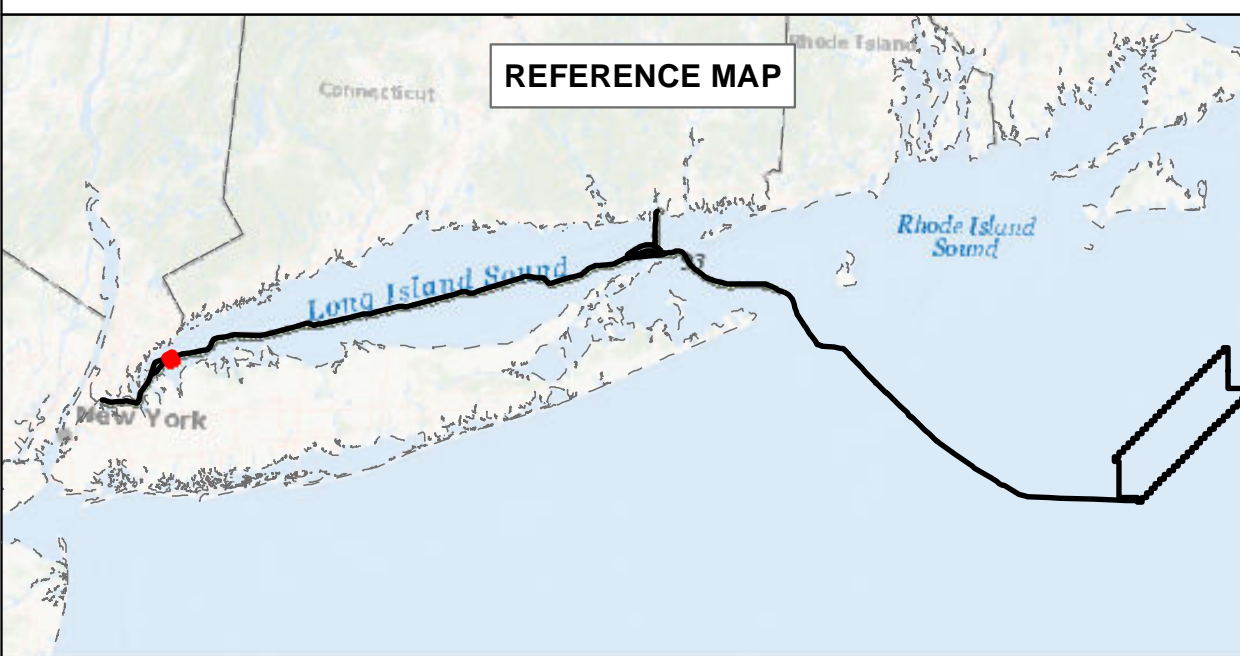 Rhode Island
REFERENCE MAP
Connecticut
Rhode Island
Sound
Long Island Sound
New York